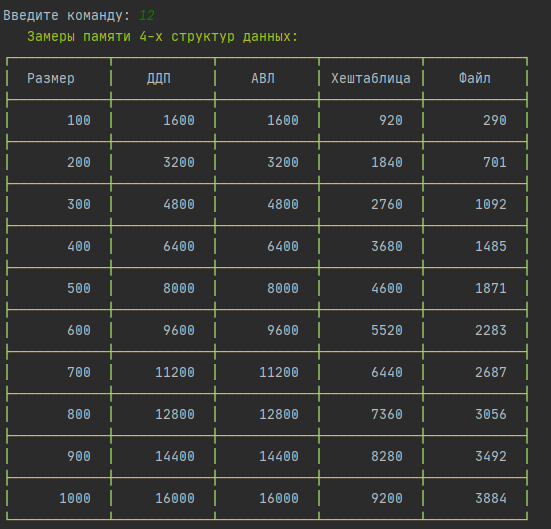 Введите команду: 12
Замеры памяти 4-х структур данных:
Размер ДДП АВЛ Хештаблица Файл
100 1600 1600 920 290
200 3200 3200 1840 701
300 4800 4800 2760 1092
400 6400 6400 3680 1485
500 8000 8000 4600 1871
600 9600 9600 5520 2283
700 11200 11200 6440 2687
800 12800 12800 7360 3056
900 14400 14400 8280 3492
1000 16000 16000 9200 3884